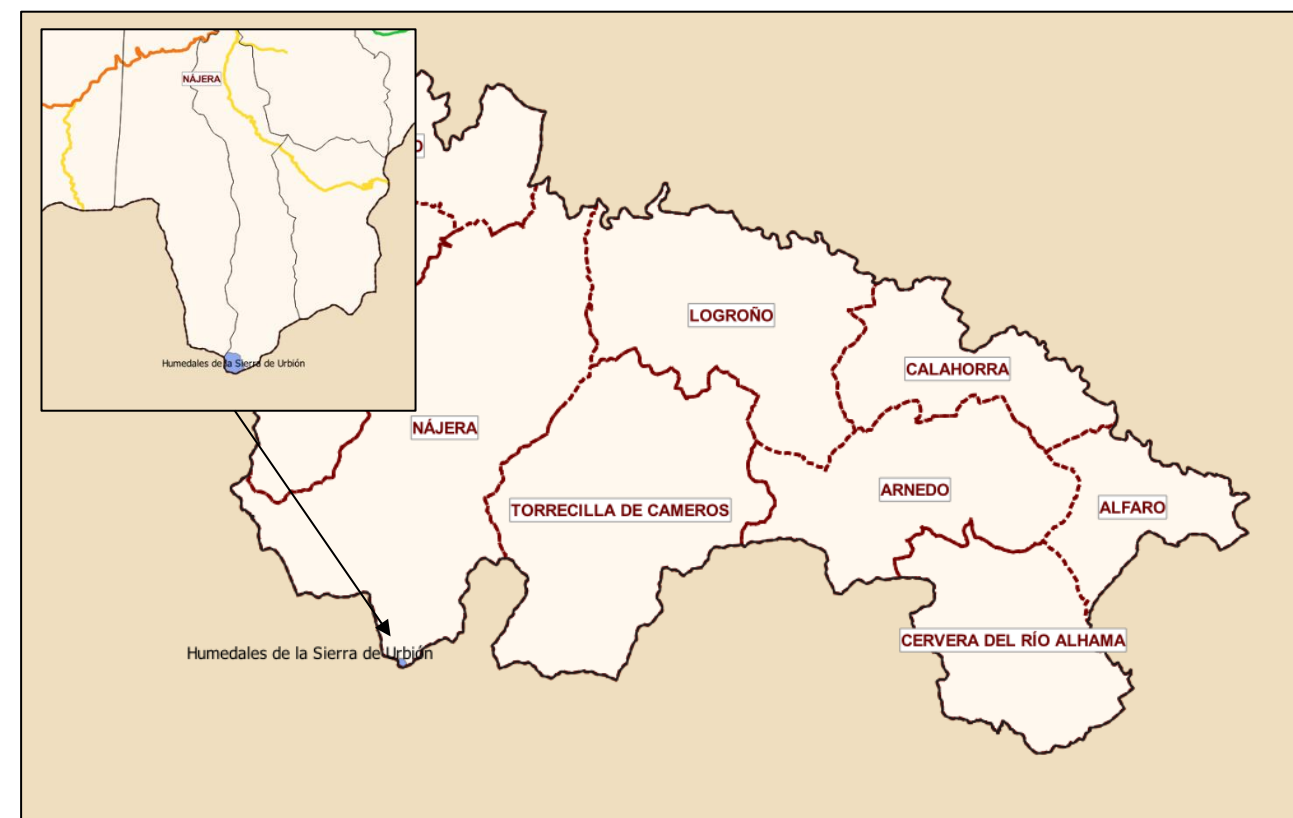 NÁJERA
Humedales de la Sierra de Urbión
LOGROÑO
CALAHORRA
NÁJERA
ARNEDO
TORRECILLA DE CAMEROS
ALFARO
CERVERA DEL RÍO ALHAMA
Humedales de la Sierra de Urbión